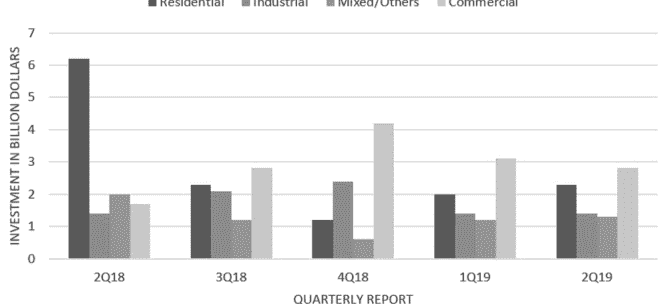 Residential Industrial Mixed/Others Commercial
INVESTMENT IN BILLION DOLLARS
7
6
5
4
3
2
1
0
2Q18 3Q18 4Q18 1Q19 2Q19
QUARTERLY REPORT